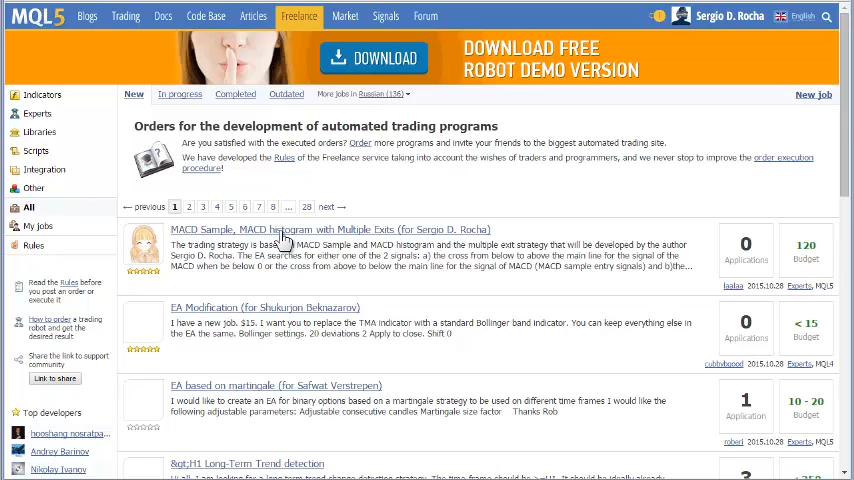 MQL5 Blogs Trading Docs Code Base Articles Freelance Market Signals Forum ! Sergio D. Rocha English
DOWNLOAD
DOWNLOAD FREE
ROBOT DEMO VERSION
Indicators
Experts
Libraries
Scripts
Integration
Other
All
My jobs
Rules
Read the Rules before
you post an order or
execute it
How to order a trading
robot and get the
desired result
Share the link to support
community
Link to share
Top developers
hooshang nosratpa...
Andrey Barinov
Nikolay Ivanov
New In progress Completed Outdated More jobs in Russian (136) New job
Orders for the development of automated trading programs
Are you satisfied with the executed orders? Order more programs and invite your friends to the biggest automated trading site.
We have developed the Rules of the Freelance service taking into account the wishes of traders and programmers, and we never stop to improve the order execution
procedure!
← previous 1 2 3 4 5 6 7 8 ... 28 next →
MACD Sample, MACD histogram with Multiple Exits (for Sergio D. Rocha)
The trading strategy is MACD Sample and MACD histogram and the multiple exit strategy that will be developed by the author
Sergio D. Rocha. The EA searches for either one of the 2 signals: a) the cross from below to above the main line for the signal of the
MACD when be below 0 or the cross from above to below the main line for the signal of MACD (MACD sample entry signals) and b)the...
0
Applications
120
Budget
laalaa 2015.10.28 Experts, MQL5
EA Modification (for Shukurjon Beknazarov)
I have a new job. $15. I want you to replace the TMA indicator with a standard Bollinger band indicator. You can keep everything else in
the EA the same. Bollinger settings. 20 deviations 2 Apply to close. Shift 0
0
Applications
< 15
Budget
cubbybgood 2015.10.28 Experts, MQL4
EA based on martingale (for Safwat Verstrepen)
I would like to create an EA for binary options based on a martingale strategy to be used on different time frames I would like the
following adjustable parameters: Adjustable consecutive candles Martingale size factor Thanks Rob
1
Application
10 - 20
Budget
roberi 2015.10.28 Experts, MQL5
&gt;H1 Long-Term Trend detection